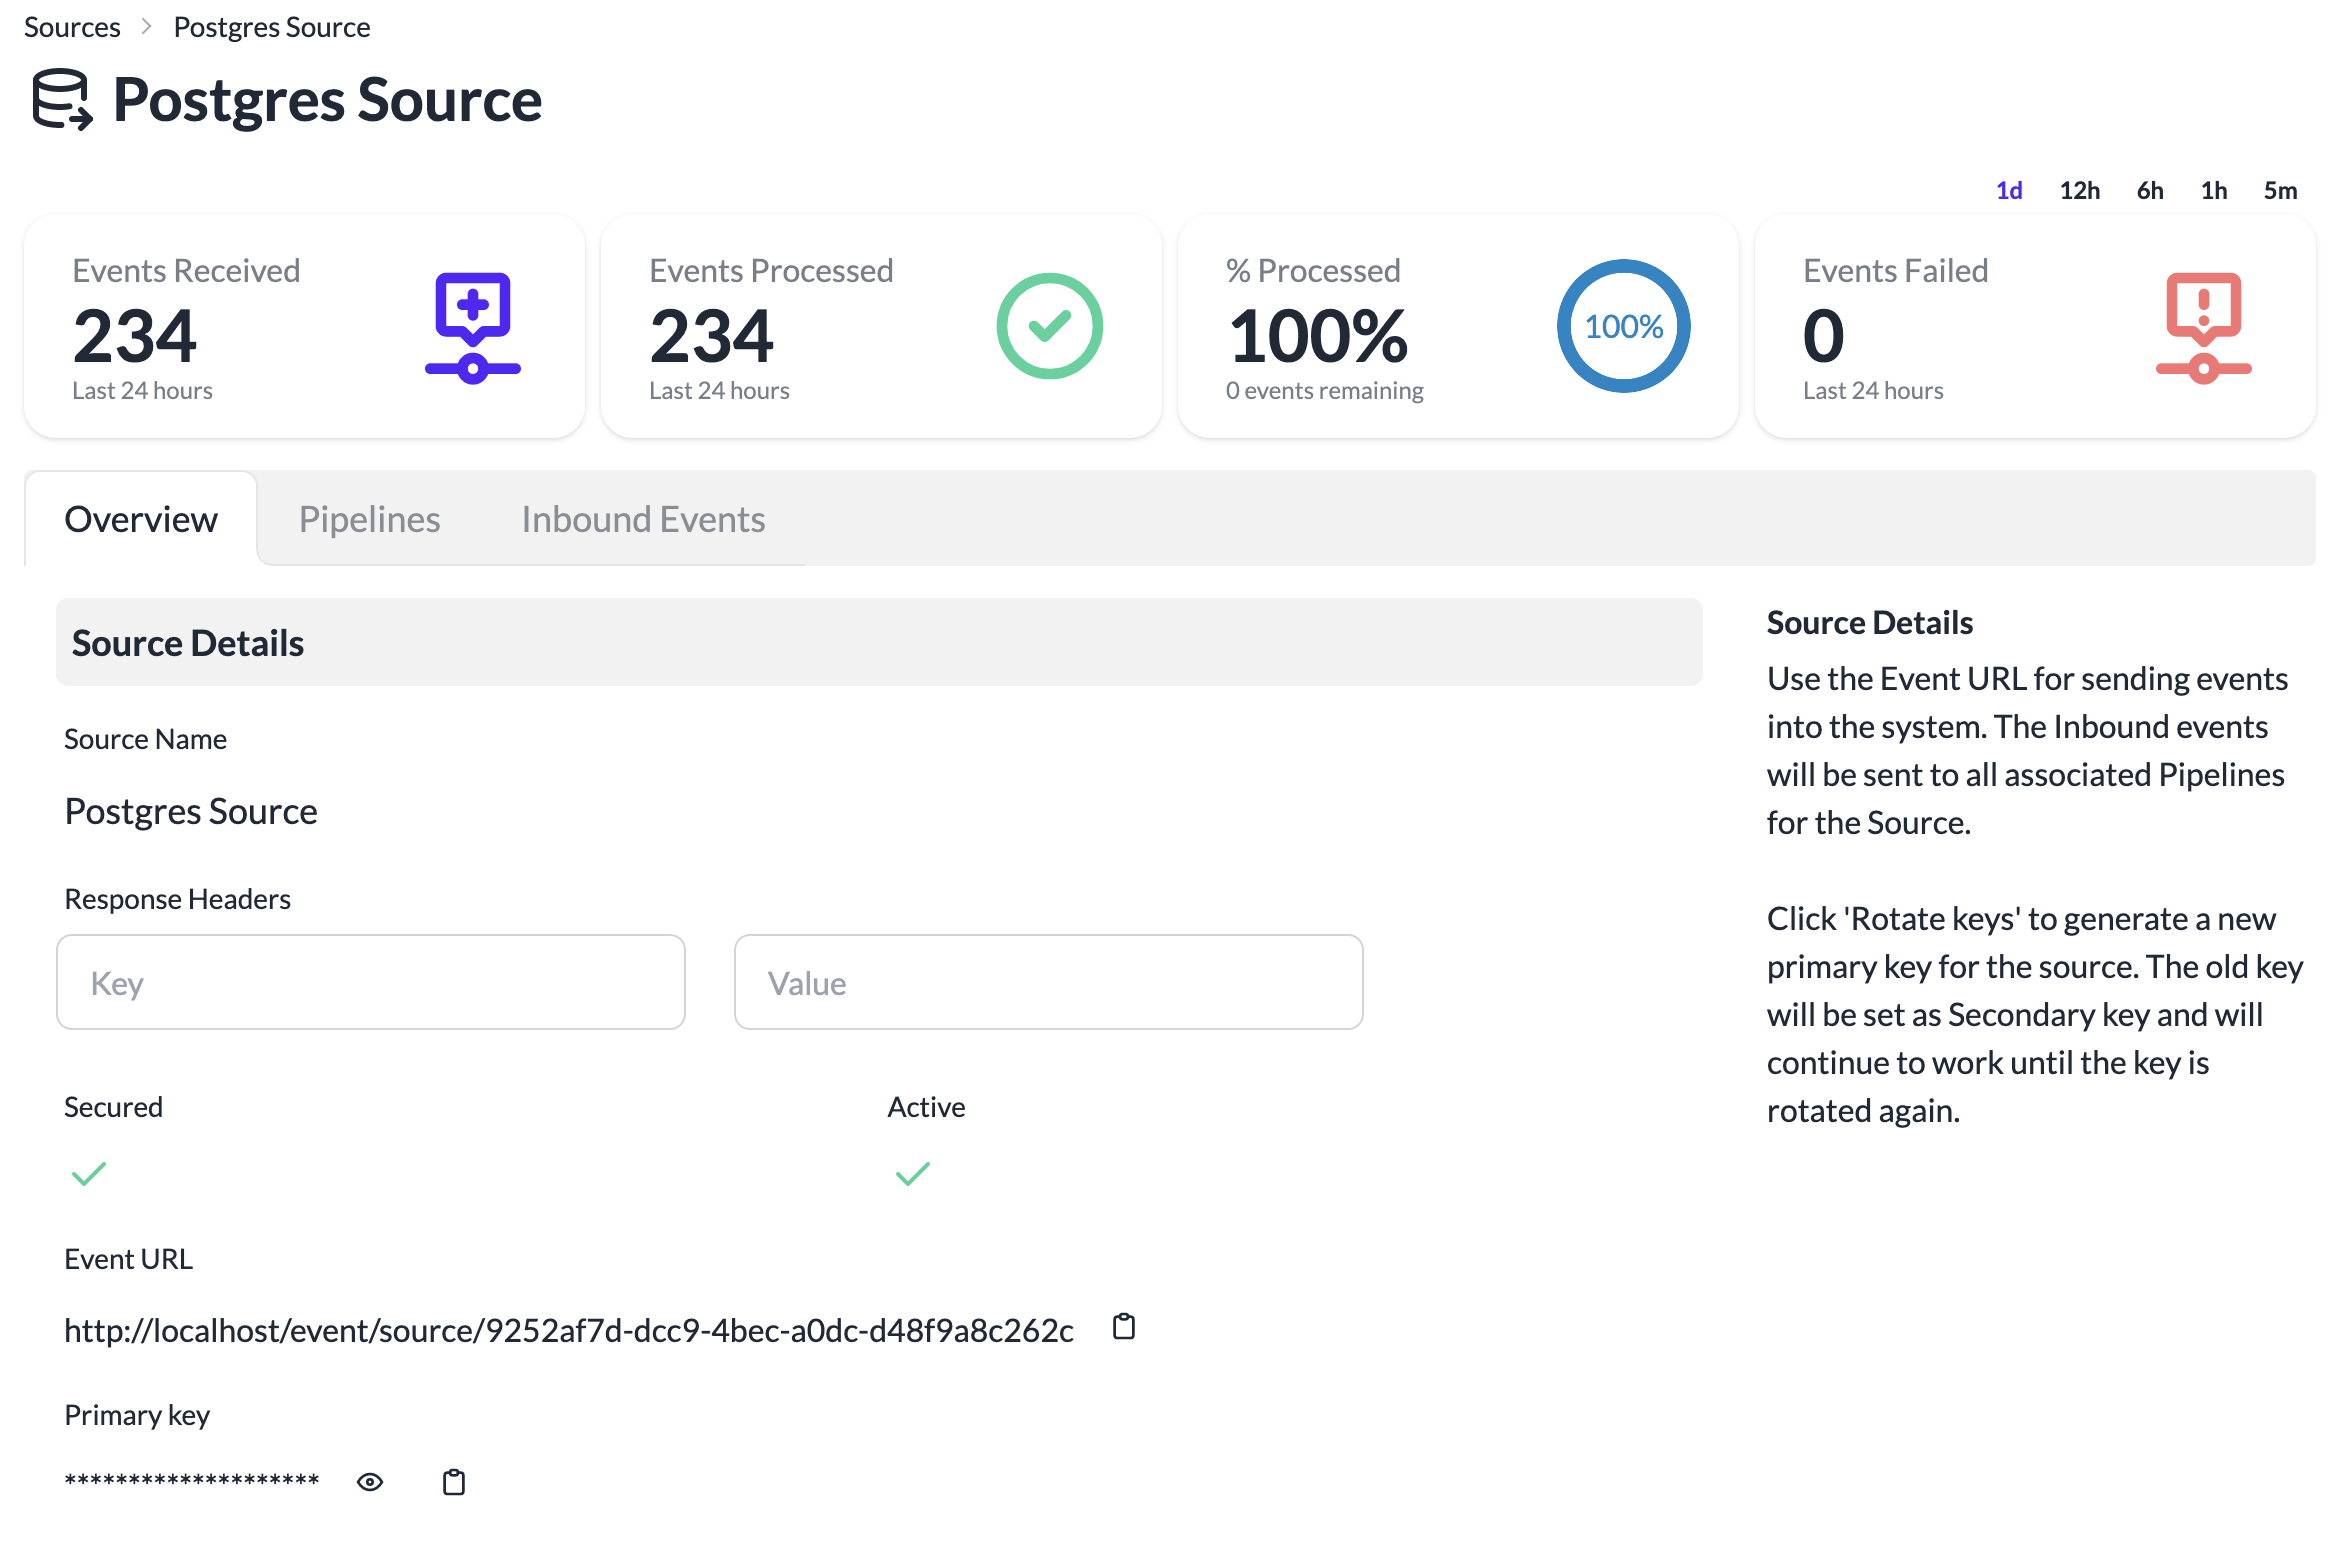 Sources > Postgres Source
Postgres Source
1d 12h 6h 1h 5m
Events Received
234
Last 24 hours
Events Processed
234
Last 24 hours
% Processed
100%
0 events remaining
100%
Events Failed
0
Last 24 hours
Overview Pipelines Inbound Events
Source Details
Source Name
Postgres Source
Response Headers
Key Value
Secured Active
Event URL
http://localhost/event/source/9252af7d-dcc9-4bec-a0dc-d48f9a8c262c
Primary key
********************
Source Details
Use the Event URL for sending events
into the system. The Inbound events
will be sent to all associated Pipelines
for the Source.
Click 'Rotate keys' to generate a new
primary key for the source. The old key
will be set as Secondary key and will
continue to work until the key is
rotated again.